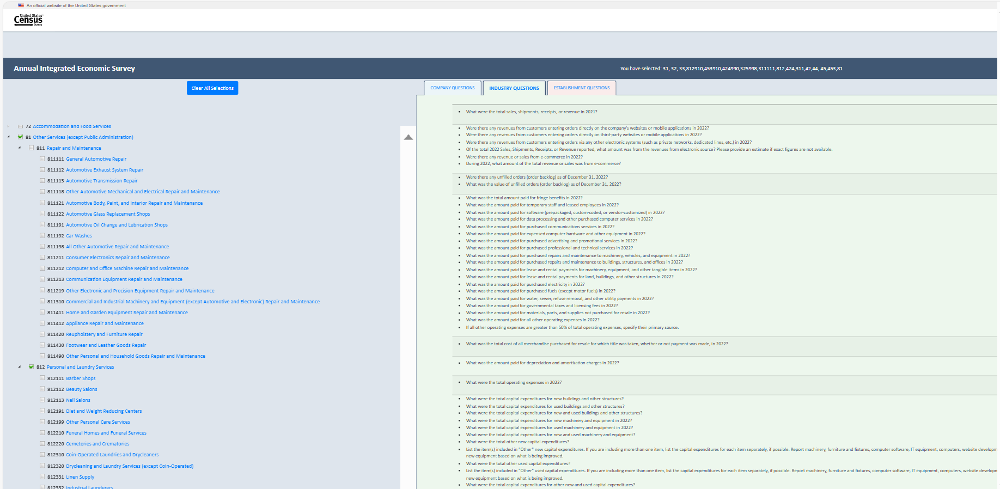 An official website of the United States government
United States®
Census
Bureau
Annual Integrated Economic Survey
You have selected: 31, 32, 33,812910,453910,424990,325998,311111,812,424,311,42,44, 45,453,81
Clear All Selections
COMPANY QUESTIONS
INDUSTRY QUESTIONS
ESTABLISHMENT QUESTIONS
72 Accommodation and Food Services
81 Other Services (except Public Administration)
811 Repair and Maintenance
811111 General Automotive Repair
811112 Automotive Exhaust System Repair
811113 Automotive Transmission Repair
811118 Other Automotive Mechanical and Electrical Repair and Maintenance
811121 Automotive Body, Paint, and Interior Repair and Maintenance
811122 Automotive Glass Replacement Shops
811191 Automotive Oil Change and Lubrication Shops
811192 Car Washes
811198 All Other Automotive Repair and Maintenance
811211 Consumer Electronics Repair and Maintenance
811212 Computer and Office Machine Repair and Maintenance
811213 Communication Equipment Repair and Maintenance
811219 Other Electronic and Precision Equipment Repair and Maintenance
811310 Commercial and Industrial Machinery and Equipment (except Automotive and Electronic) Repair and Maintenance
811411 Home and Garden Equipment Repair and Maintenance
811412 Appliance Repair and Maintenance
811420 Reupholstery and Furniture Repair
811430 Footwear and Leather Goods Repair
811490 Other Personal and Household Goods Repair and Maintenance
812 Personal and Laundry Services
812111 Barber Shops
812112 Beauty Salons
812113 Nail Salons
812191 Diet and Weight Reducing Centers
812199 Other Personal Care Services
812210 Funeral Homes and Funeral Services
812220 Cemeteries and Crematories
812310 Coin-Operated Laundries and Drycleaners
812320 Drycleaning and Laundry Services (except Coin-Operated)
812331 Linen Supply
812332 Industrial Launderers
• What were the total sales, shipments, receipts, or revenue in 2021?
• Were there any revenues from customers entering orders directly on the company's websites or mobile applications in 2022?
• Were there any revenues from customers entering orders directly on third-party websites or mobile applications in 2022?
• Were there any revenues from customers entering orders via any other electronic systems (such as private networks, dedicated lines, etc.) in 2022?
• Of the total 2022 Sales, Shipments, Receipts, or Revenue reported, what amount was from the revenues from electronic source? Please provide an estimate if exact figures are not available.
• Were there any revenue or sales from e-commerce in 2022?
• During 2022, what amount of the total revenue or sales was from e-commerce?
• Were there any unfilled orders (order backlog) as of December 31, 2022?
• What was the value of unfilled orders (order backlog) as of December 31, 2022?
• What was the total amount paid for fringe benefits in 2022?
• What was the amount paid for temporary staff and leased employees in 2022?
• What was the amount paid for software (prepackaged, custom-coded, or vendor-customized) in 2022?
• What was the amount paid for data processing and other purchased computer services in 2022?
• What was the amount paid for purchased communications services in 2022?
• What was the amount paid for expensed computer hardware and other equipment in 2022?
• What was the amount paid for purchased advertising and promotional services in 2022?
• What was the amount paid for purchased professional and technical services in 2022?
• What was the amount paid for purchased repairs and maintenance to machinery, vehicles, and equipment in 2022?
• What was the amount paid for purchased repairs and maintenance to buildings, structures, and offices in 2022?
• What was the amount paid for lease and rental payments for machinery, equipment, and other tangible items in 2022?
• What was the amount paid for lease and rental payments for land, buildings, and other structures in 2022?
• What was the amount paid for purchased electricity in 2022?
• What was the amount paid for purchased fuels (except motor fuels) in 2022?
• What was the amount paid for water, sewer, refuse removal, and other utility payments in 2022?
• What was the amount paid for governmental taxes and licensing fees in 2022?
• What was the amount paid for materials, parts, and supplies not purchased for resale in 2022?
• What was the amount paid for all other operating expenses in 2022?
• If all other operating expenses are greater than 50% of total operating expenses, specify their primary source.
• What was the total cost of all merchandise purchased for resale for which title was taken, whether or not payment was made, in 2022?
• What was the amount paid for depreciation and amortization charges in 2022?
• What were the total operating expenses in 2022?
• What were the total capital expenditures for new buildings and other structures?
• What were the total capital expenditures for used buildings and other structures?
• What were the total capital expenditures for new and used buildings and other structures?
• What were the total capital expenditures for new machinery and equipment in 2022?
• What were the total capital expenditures for used machinery and equipment in 2022?
• What were the total capital expenditures for new and used machinery and equipment?
• What were the total other new capital expenditures?
• List the item(s) included in "Other" new capital expenditures. If you are including more than one item, list the capital expenditures for each item separately, if possible. Report machinery, furniture and fixtures, computer software, IT equipment, computers, website developm
new equipment based on what is being improved.
• What were the total other used capital expenditures?
• List the item(s) included in "Other" used capital expenditures. If you are including more than one item, list the capital expenditures for each item separately, if possible. Report machinery, furniture and fixtures, computer software, IT equipment, computers, website developm
new equipment based on what is being improved.
• What were the total capital expenditures for other new and used capital expenditures?